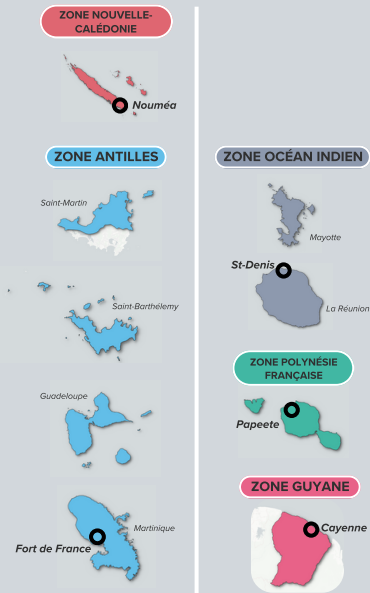 ZONE NOUVELLE-
CALÉDONIE
Nouméa
ZONE ANTILLES
Saint-Martin
Saint-Barthélemy
Guadeloupe
Martinique
Fort de France
ZONE OCÉAN INDIEN
Mayotte
St-Denis
La Réunion
ZONE POLYNÉSIE
FRANÇAISE
Papeete
ZONE GUYANE
Cayenne